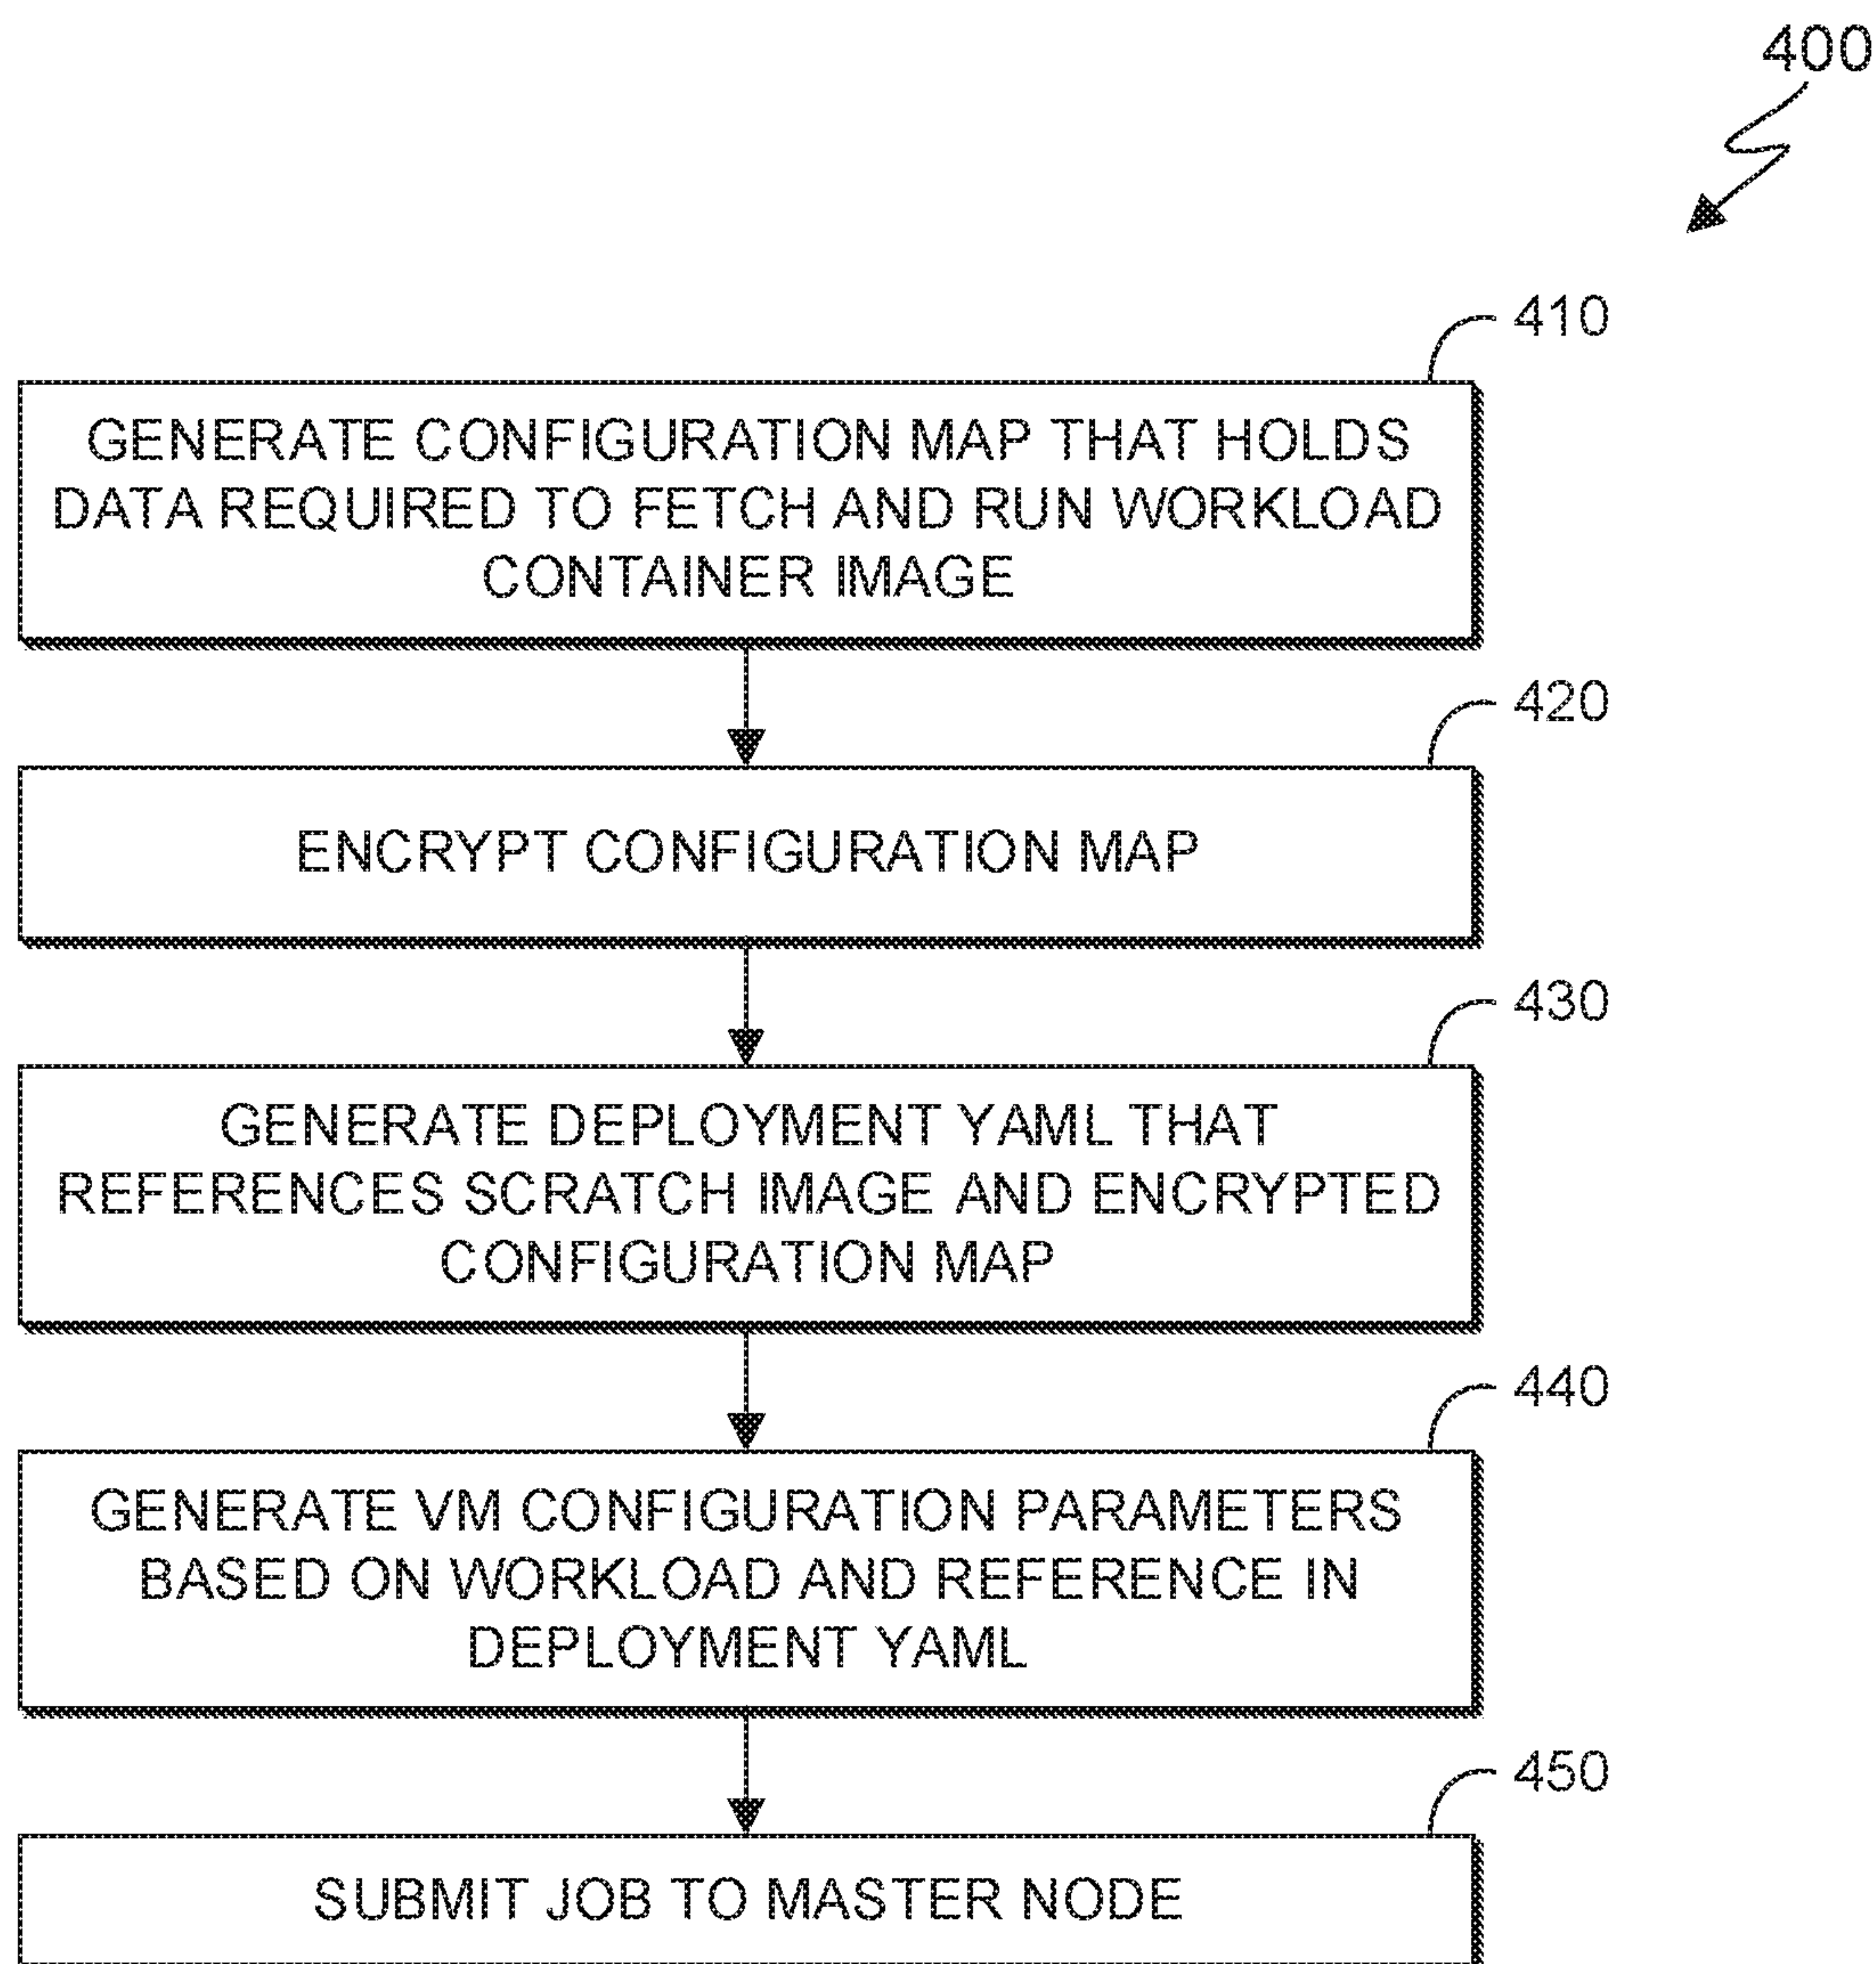 400
410
GENERATE CONFIGURATION MAP THAT HOLDS
DATA REQUIRED TO FETCH AND RUN WORKLOAD
CONTAINER IMAGE
420
ENCRYPT CONFIGURATION MAP
430
GENERATE DEPLOYMENT YAML THAT
REFERENCES SCRATCH IMAGE AND ENCRYPTED
CONFIGURATION MAP
440
GENERATE VM CONFIGURATION PARAMETERS
BASED ON WORKLOAD AND REFERENCE IN
DEPLOYMENT YAML
450
SUBMIT JOB TO MASTER NODE